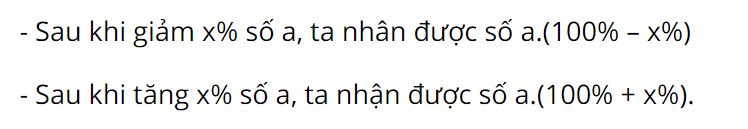 - Sau khi giảm x% số a, ta nhân được số a.(100% – x%)
- Sau khi tăng x% số a, ta nhận được số a.(100% + x%).